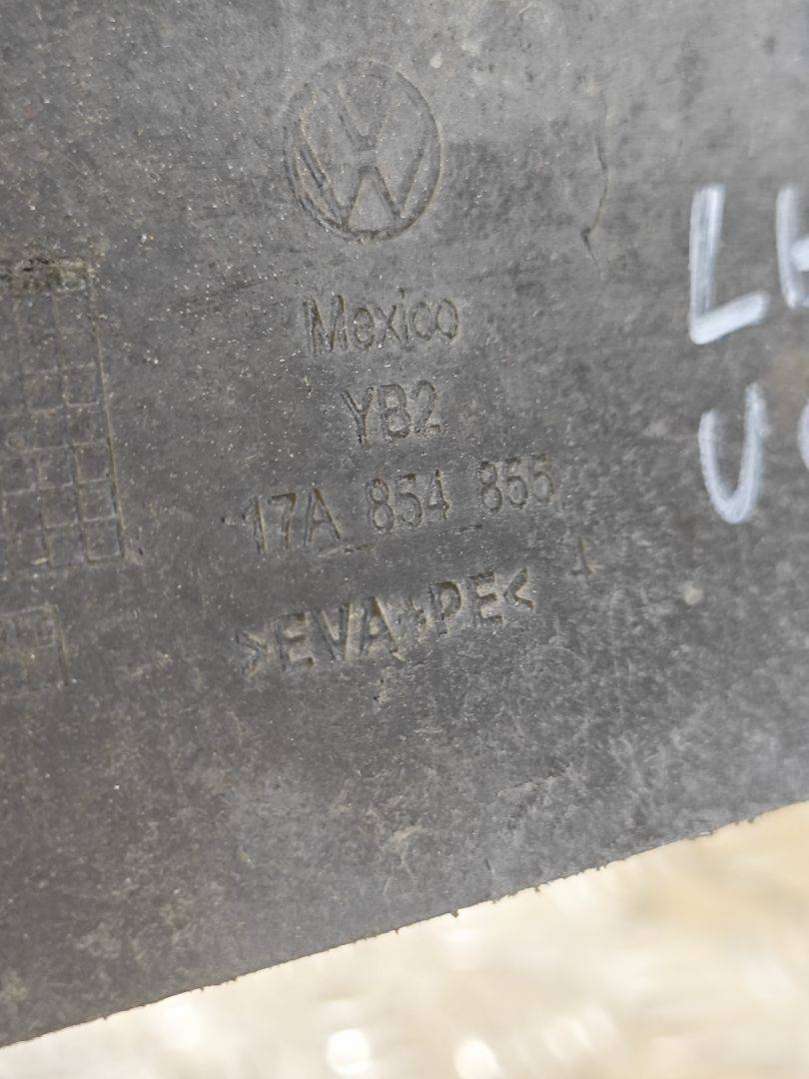 Mexico
YB2
17A 854 855
>EVA+PE<